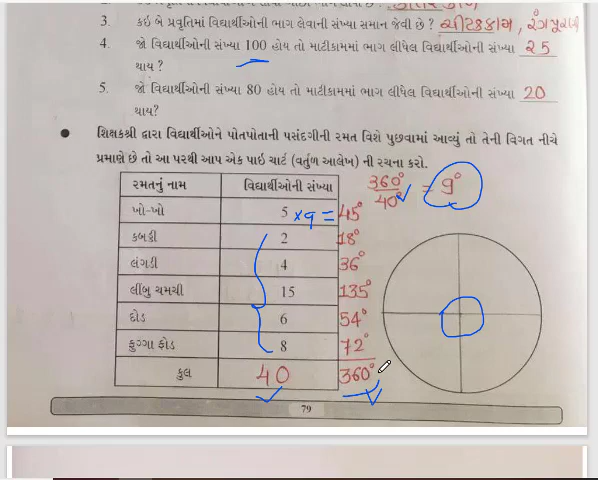 3. કઇ બે પ્રવૃતિમાં વિદ્યાર્થીઓની ભાગ લેવાની સંખ્યા સમાન જેવી છે ? ચીટકકામ, રંગપૂરણી
4. જો વિદ્યાર્થીઓની સંખ્યા 100 હોય તો માટીકામમાં ભાગ લીધેલ વિદ્યાર્થીઓની સંખ્યા 25
થાય ?
5. જો વિદ્યાર્થીઓની સંખ્યા 80 હોય તો માટીકામમાં ભાગ લીધેલ વિદ્યાર્થીઓની સંખ્યા 20
થાય?
● શિક્ષકશ્રી દ્વારા વિદ્યાર્થીઓને પોતપોતાની પસંદગીની રમત વિશે પુછવામાં આવ્યું તો તેની વિગત નીચે
પ્રમાણે છે તો આ પરથી આપ એક પાઇ ચાર્ટ (વર્તુળ આલેખ) ની રચના કરો.
રમતનું નામ વિદ્યાર્થીઓની સંખ્યા 360°/40 = 9°
ખો-ખો 5 ×9 = 45°
કબડ્ડી 2 18°
લંગડી 4 36°
લીંબુ ચમચી 15 135°
દોડ 6 54°
ફુગ્ગા ફોડ 8 72°
કુલ 40 360°
79